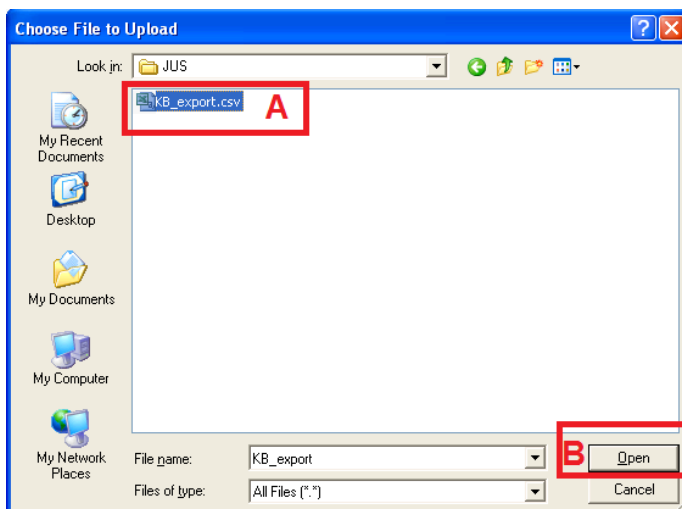 Choose File to Upload
Look in: JUS
KB_export.csv A
My Recent
Documents
Desktop
My Documents
My Computer
My Network
Places
File name: KB_export B Open
Files of type: All Files (*.*) Cancel